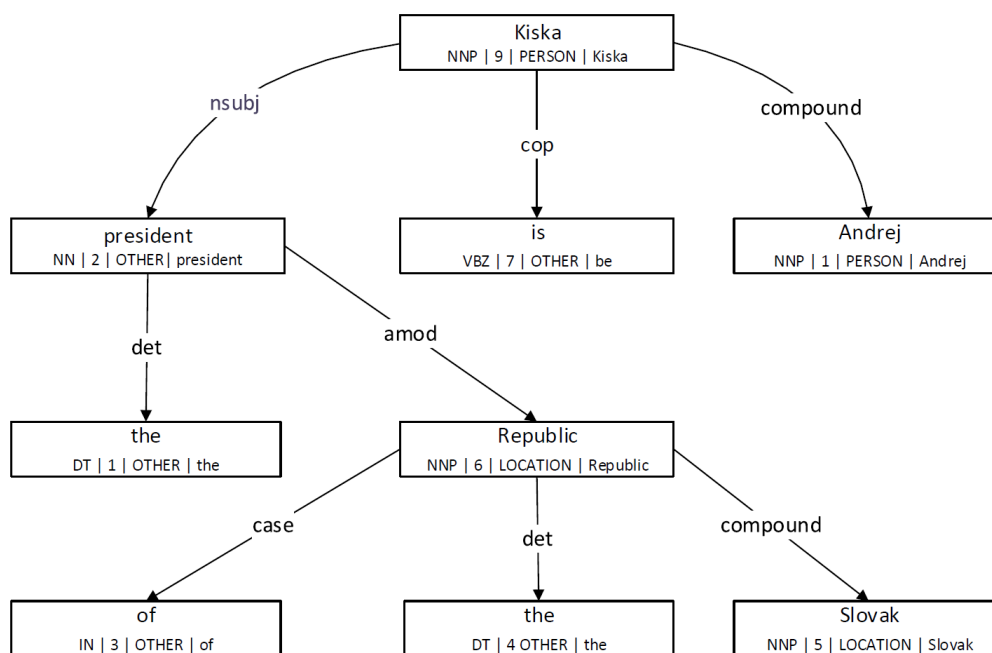 Kiska
NNP | 9 | PERSON | Kiska
nsubj
compound
cop
president
NN | 2 | OTHER| president
is
VBZ | 7 | OTHER | be
Andrej
NNP | 1 | PERSON | Andrej
amod
det
the
DT | 1 | OTHER | the
Republic
NNP | 6 | LOCATION | Republic
case
det
compound
of
IN | 3 | OTHER | of
the
DT | 4 OTHER | the
Slovak
NNP | 5 | LOCATION | Slovak